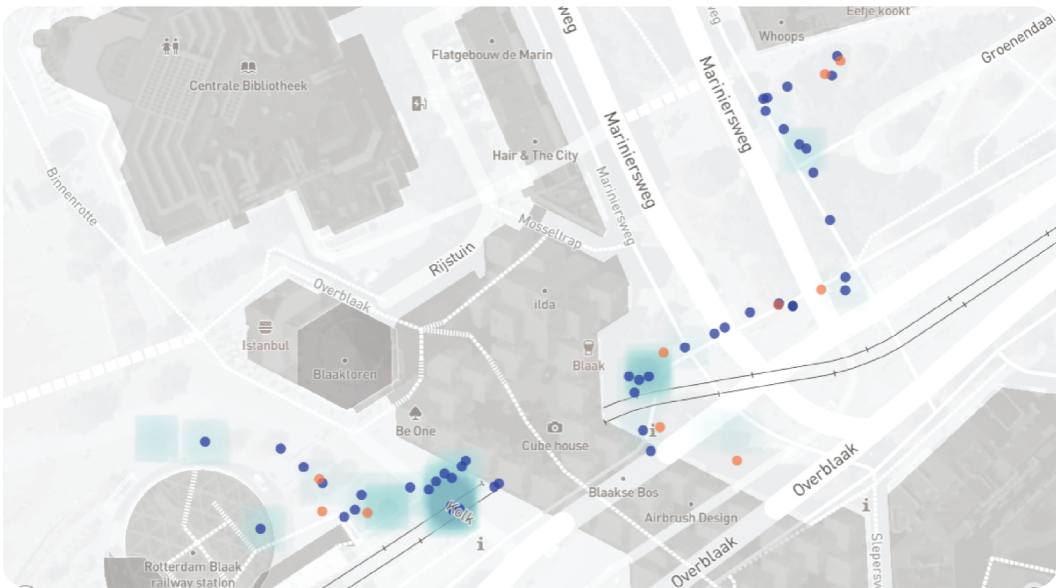 Eefje kookt
Whoops
Groenendaal
Mariniersweg
Flatgebouw de Marin
Centrale Bibliotheek
Mariniersweg
Mariniersweg
Hair & The City
Binnenrotte
Mariniersweg
Mosseltrap
Rijstuin
Overblaak
ilda
Istanbul
Blaak
Blaaktoren
Be One
Cube house
Overblaak
Blaakse Bos
Kolk
Airbrush Design
Overblaak
Rotterdam Blaak
railway station